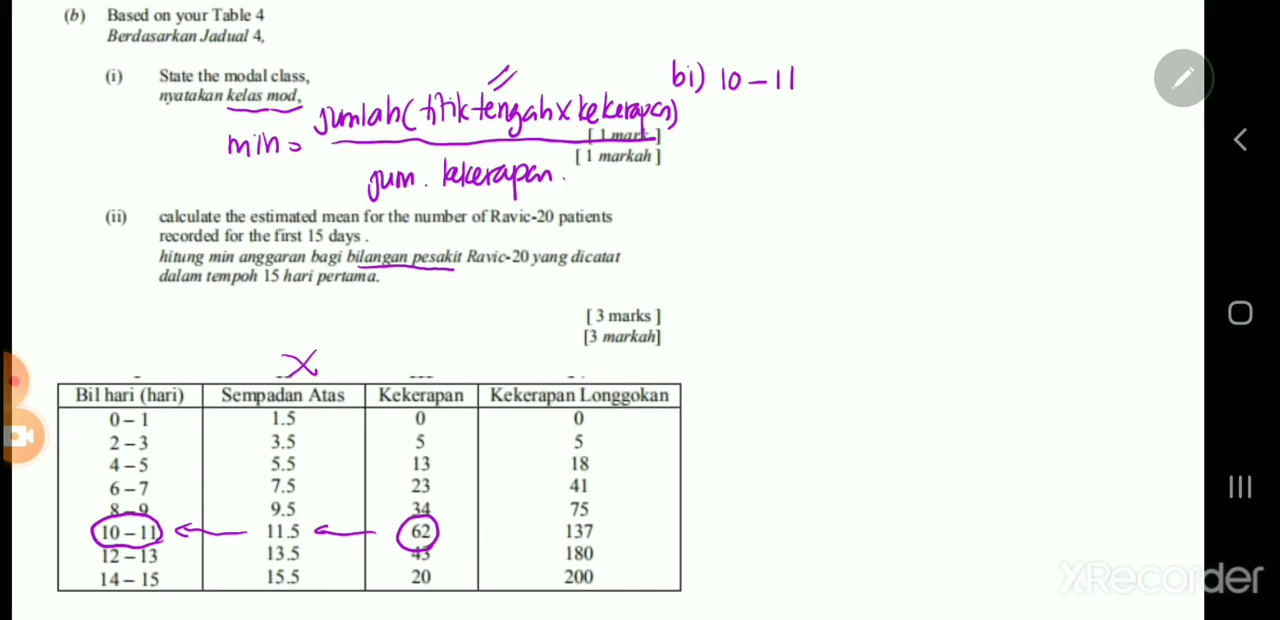 (b) Based on your Table 4
Berdasarkan Jadual 4,
(i) State the modal class,
nyatakan kelas mod,
bi) 10 – 11
min = jumlah (titik tengah x kekerapan)
jum. kekerapan.
[ 1 mark ]
[ 1 markah ]
(ii) calculate the estimated mean for the number of Ravic-20 patients
recorded for the first 15 days .
hitung min anggaran bagi bilangan pesakit Ravic-20 yang dicatat
dalam tempoh 15 hari pertama.
[ 3 marks ]
[3 markah]
x
Bil hari (hari) Sempadan Atas Kekerapan Kekerapan Longgokan
0 – 1 1.5 0 0
2 – 3 3.5 5 5
4 – 5 5.5 13 18
6 – 7 7.5 23 41
8 – 9 9.5 34 75
10 – 11 11.5 62 137
12 – 13 13.5 43 180
14 – 15 15.5 20 200
XRecorder